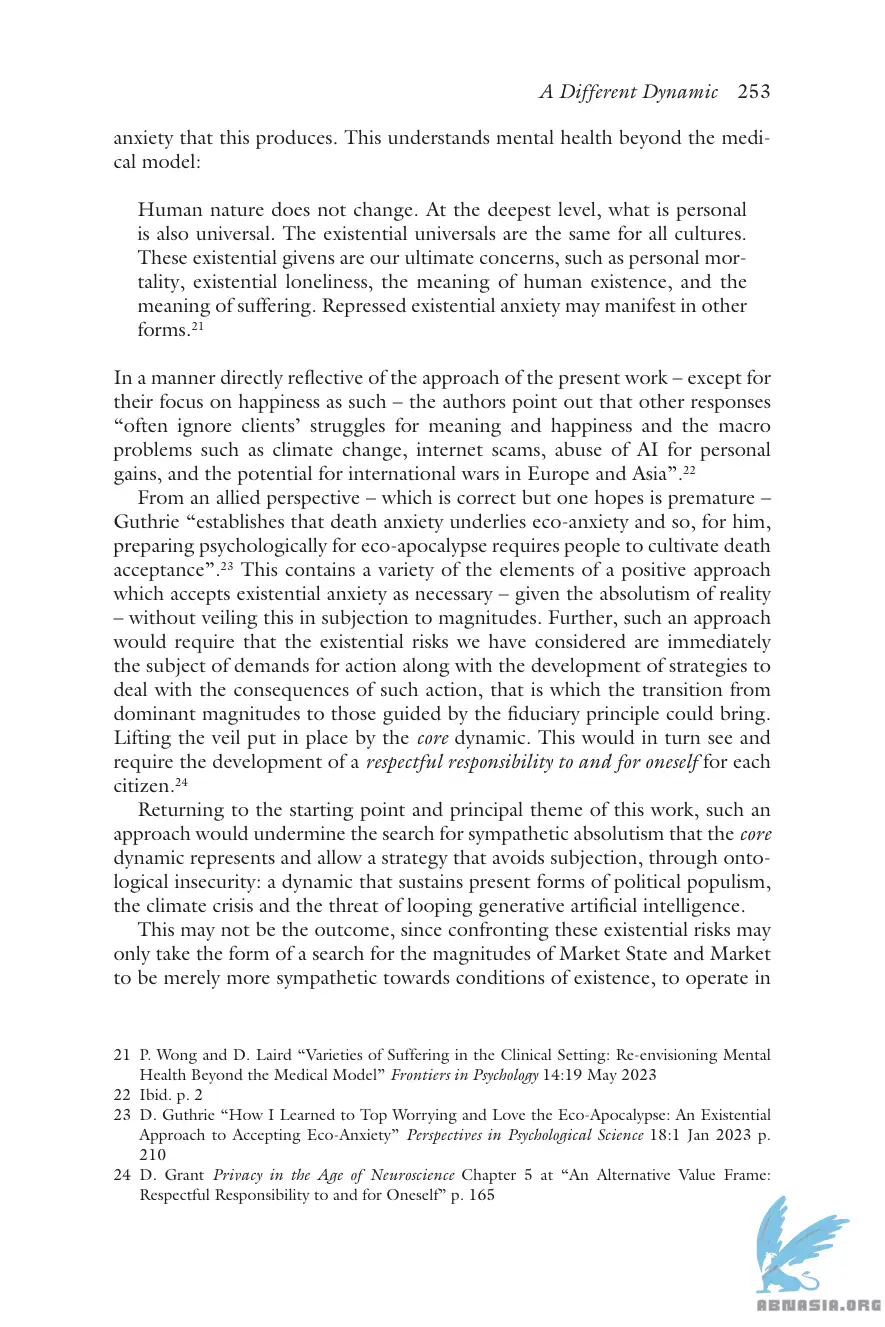 A Different Dynamic 253
anxiety that this produces. This understands mental health beyond the medi-
cal model:
Human nature does not change. At the deepest level, what is personal
is also universal. The existential universals are the same for all cultures.
These existential givens are our ultimate concerns, such as personal mor-
tality, existential loneliness, the meaning of human existence, and the
meaning of suffering. Repressed existential anxiety may manifest in other
forms.21
In a manner directly reflective of the approach of the present work – except for
their focus on happiness as such – the authors point out that other responses
“often ignore clients’ struggles for meaning and happiness and the macro
problems such as climate change, internet scams, abuse of AI for personal
gains, and the potential for international wars in Europe and Asia”.22
From an allied perspective – which is correct but one hopes is premature –
Guthrie “establishes that death anxiety underlies eco-anxiety and so, for him,
preparing psychologically for eco-apocalypse requires people to cultivate death
acceptance”.23 This contains a variety of the elements of a positive approach
which accepts existential anxiety as necessary – given the absolutism of reality
– without veiling this in subjection to magnitudes. Further, such an approach
would require that the existential risks we have considered are immediately
the subject of demands for action along with the development of strategies to
deal with the consequences of such action, that is which the transition from
dominant magnitudes to those guided by the fiduciary principle could bring.
Lifting the veil put in place by the core dynamic. This would in turn see and
require the development of a respectful responsibility to and for oneself for each
citizen.24
Returning to the starting point and principal theme of this work, such an
approach would undermine the search for sympathetic absolutism that the core
dynamic represents and allow a strategy that avoids subjection, through onto-
logical insecurity: a dynamic that sustains present forms of political populism,
the climate crisis and the threat of looping generative artificial intelligence.
This may not be the outcome, since confronting these existential risks may
only take the form of a search for the magnitudes of Market State and Market
to be merely more sympathetic towards conditions of existence, to operate in
21 P. Wong and D. Laird “Varieties of Suffering in the Clinical Setting: Re-envisioning Mental
Health Beyond the Medical Model” Frontiers in Psychology 14:19 May 2023
22 Ibid. p. 2
23 D. Guthrie “How I Learned to Top Worrying and Love the Eco-Apocalypse: An Existential
Approach to Accepting Eco-Anxiety” Perspectives in Psychological Science 18:1 Jan 2023 p.
210
24 D. Grant Privacy in the Age of Neuroscience Chapter 5 at “An Alternative Value Frame:
Respectful Responsibility to and for Oneself” p. 165
ABNASIA.ORG